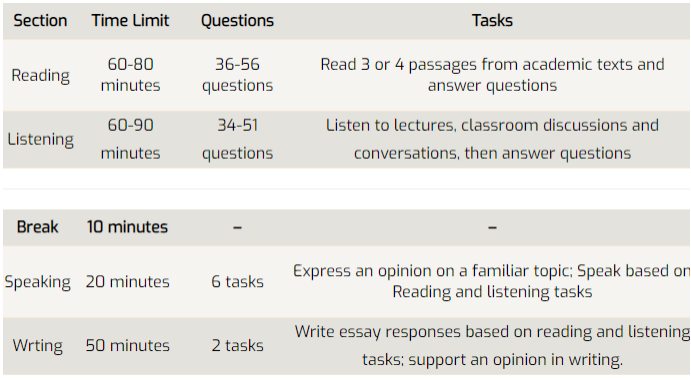 Section Time Limit Questions Tasks
Reading 60-80 minutes 36-56 questions Read 3 or 4 passages from academic texts and answer questions
Listening 60-90 minutes 34-51 questions Listen to lectures, classroom discussions and conversations, then answer questions
Break 10 minutes – –
Speaking 20 minutes 6 tasks Express an opinion on a familiar topic; Speak based on Reading and listening tasks
Wrting 50 minutes 2 tasks Write essay responses based on reading and listening tasks; support an opinion in writing.